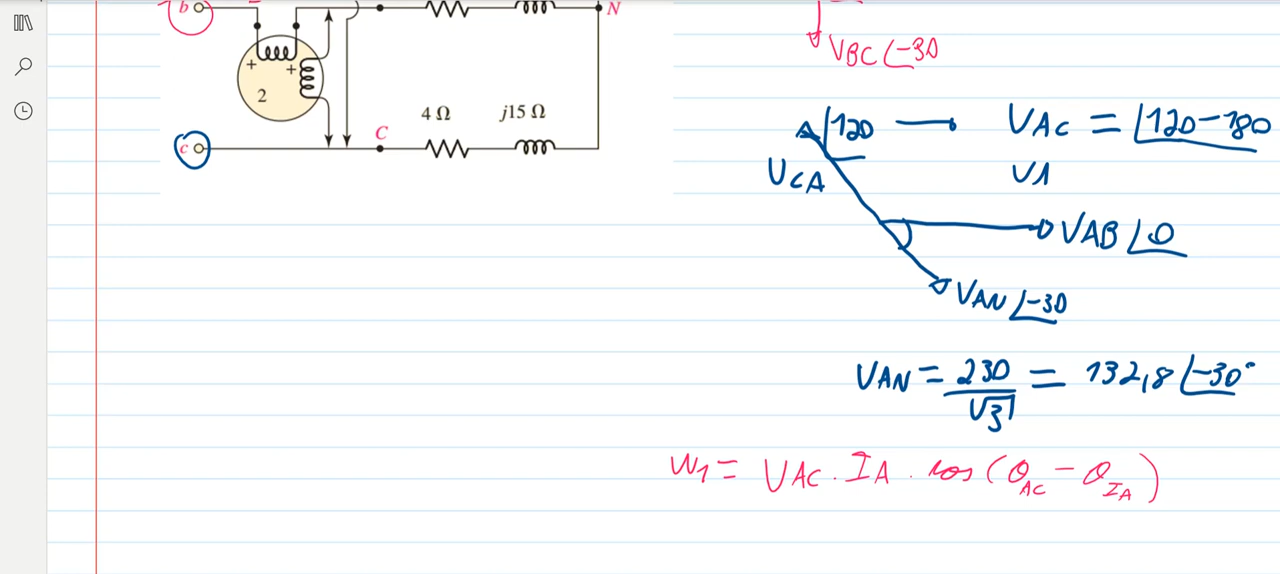 b
N
+
+
2
VBC ∠-30
4 Ω
j15 Ω
C
c
∠120
VAC = ∠120-180
VCA
VA
VAB ∠0
VAN ∠-30
VAN = 230/√3 = 132,8 ∠-30°
W1 = VAC . IA . cos (θAC - θIA)